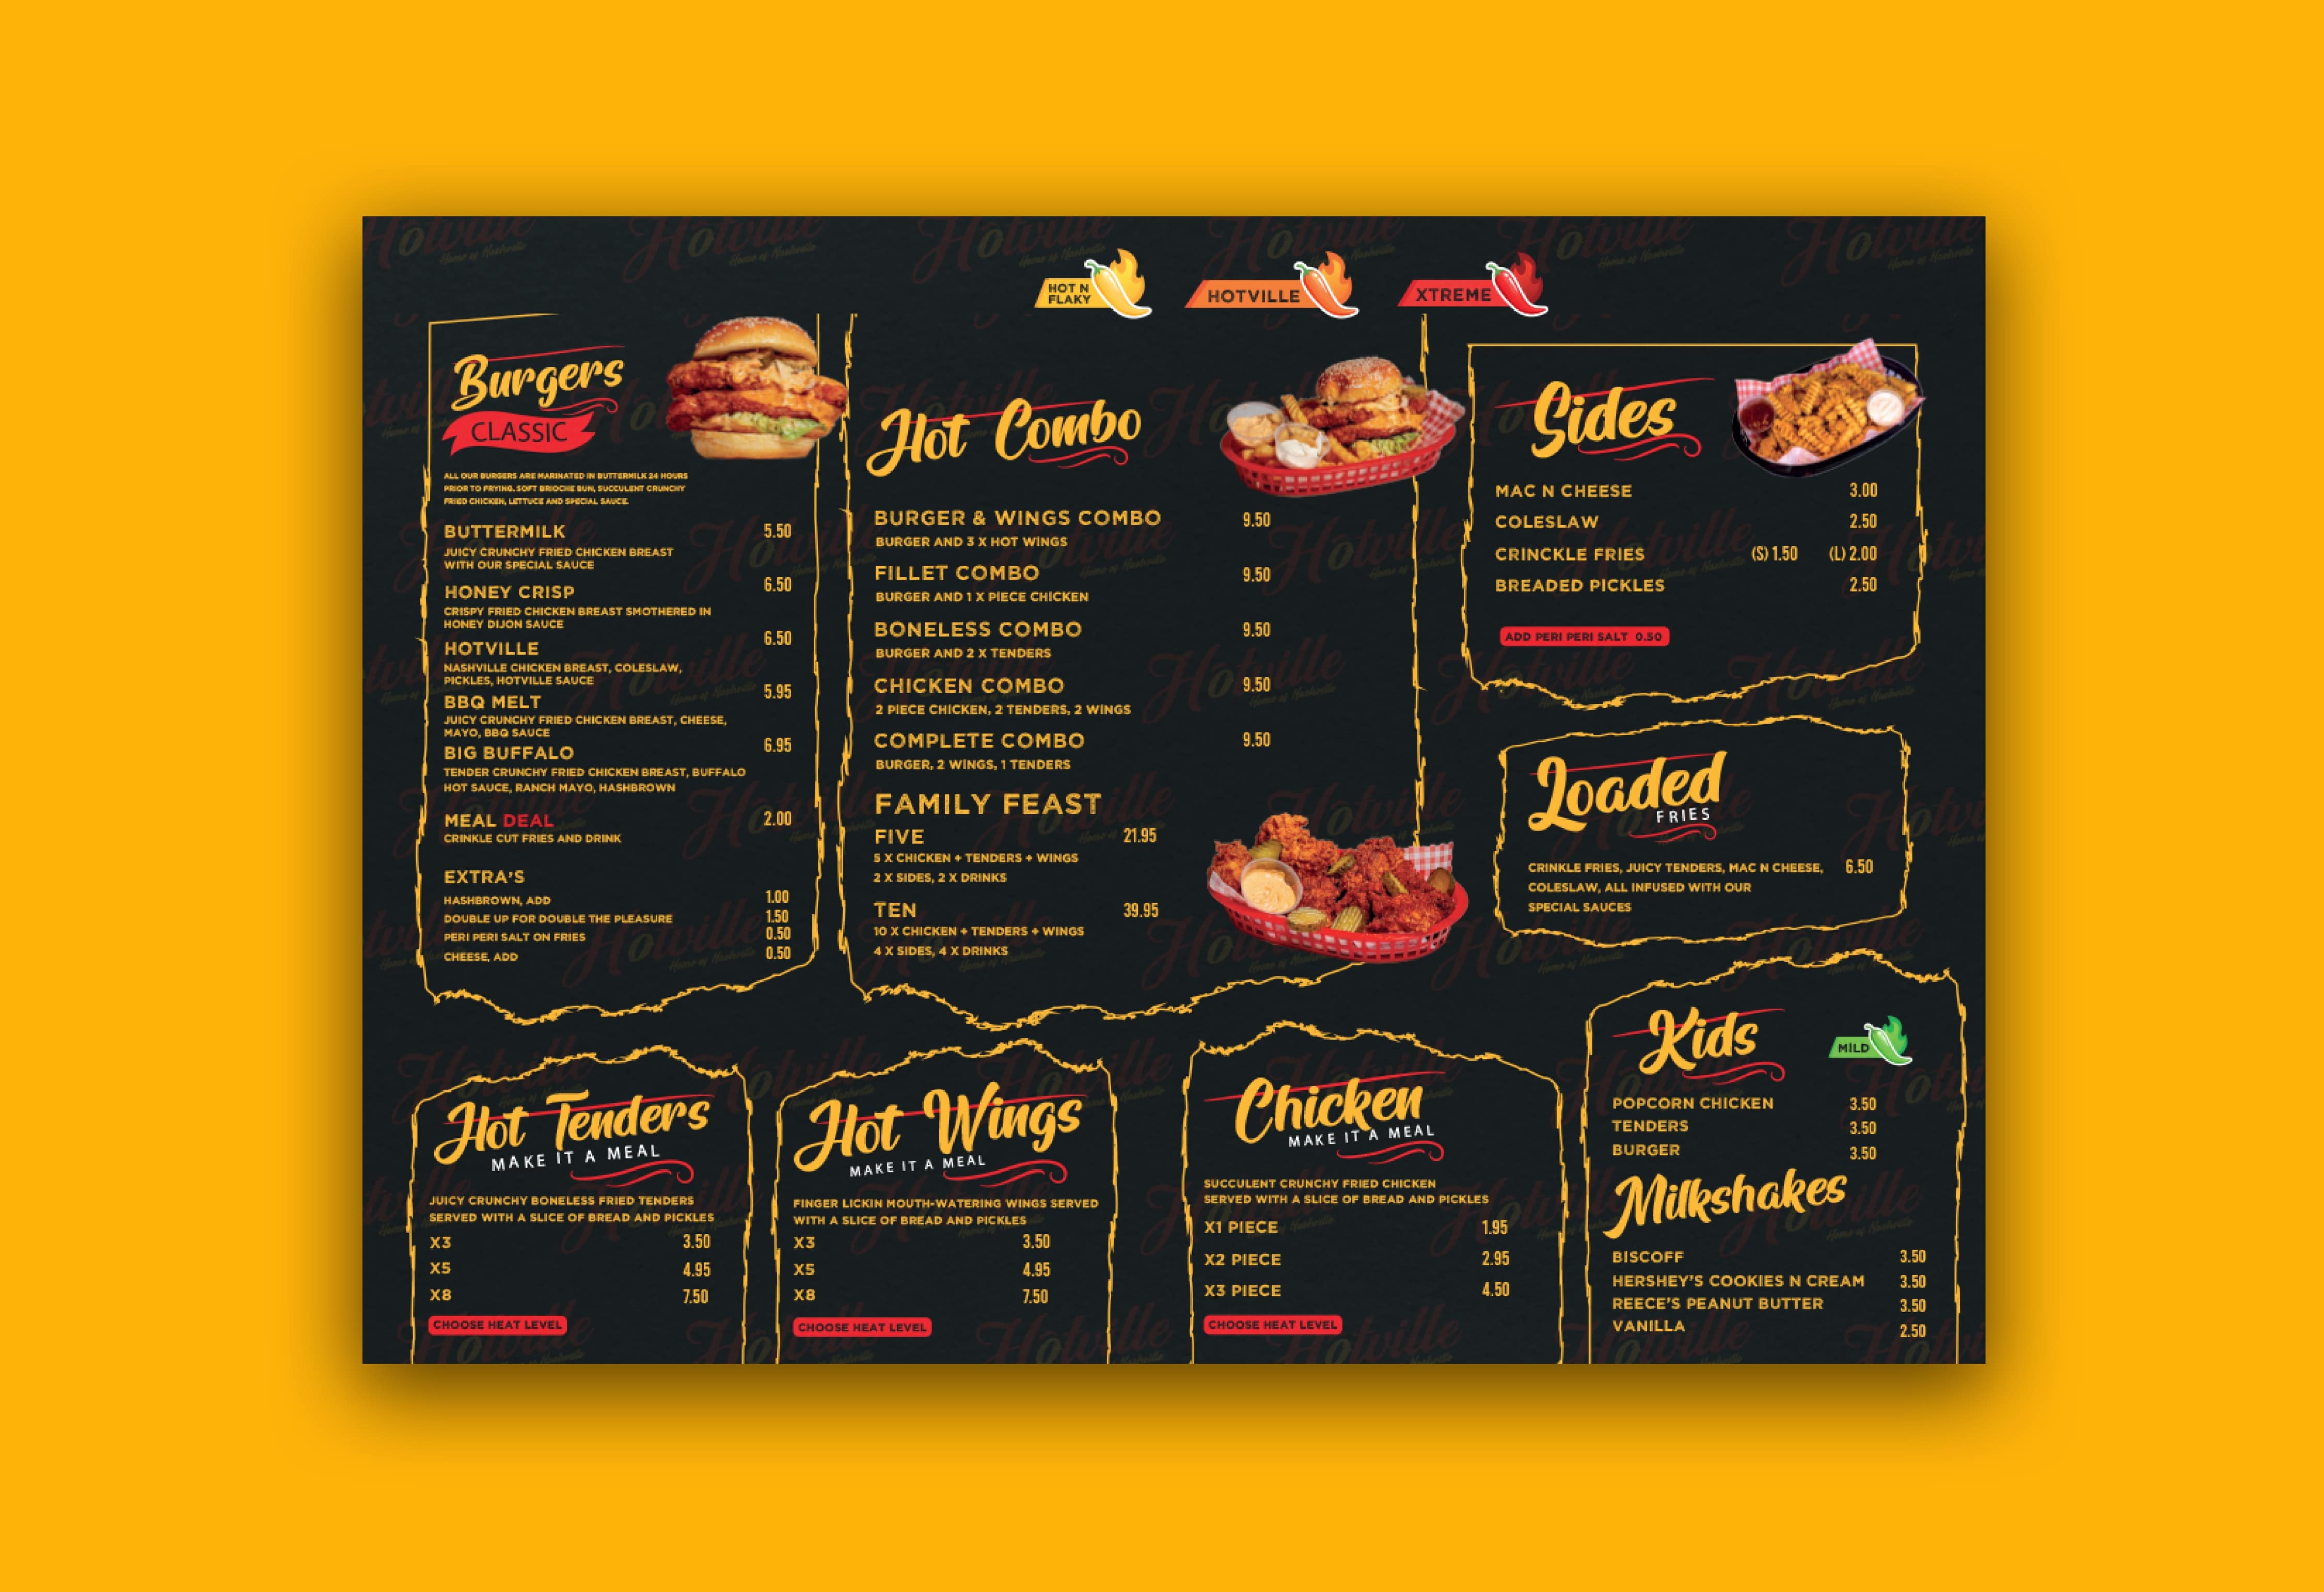 HOT N
FLAKY
HOTVILLE
XTREME
Burgers
CLASSIC
ALL OUR BURGERS ARE MARINATED IN BUTTERMILK 24 HOURS
PRIOR TO FRYING. SOFT BRIOCHE BUN, SUCCULENT CRUNCHY
FRIED CHICKEN, LETTUCE AND SPECIAL SAUCE.
BUTTERMILK 5.50
JUICY CRUNCHY FRIED CHICKEN BREAST
WITH OUR SPECIAL SAUCE
HONEY CRISP 6.50
CRISPY FRIED CHICKEN BREAST SMOTHERED IN
HONEY DIJON SAUCE
HOTVILLE 6.50
NASHVILLE CHICKEN BREAST, COLESLAW,
PICKLES, HOTVILLE SAUCE
BBQ MELT 5.95
JUICY CRUNCHY FRIED CHICKEN BREAST, CHEESE,
MAYO, BBQ SAUCE
BIG BUFFALO 6.95
TENDER CRUNCHY FRIED CHICKEN BREAST, BUFFALO
HOT SAUCE, RANCH MAYO, HASHBROWN
MEAL DEAL 2.00
CRINKLE CUT FRIES AND DRINK
EXTRA'S
HASHBROWN, ADD 1.00
DOUBLE UP FOR DOUBLE THE PLEASURE 1.50
PERI PERI SALT ON FRIES 0.50
CHEESE, ADD 0.50
Hot Combo
BURGER & WINGS COMBO 9.50
BURGER AND 3 X HOT WINGS
FILLET COMBO 9.50
BURGER AND 1 X PIECE CHICKEN
BONELESS COMBO 9.50
BURGER AND 2 X TENDERS
CHICKEN COMBO 9.50
2 PIECE CHICKEN, 2 TENDERS, 2 WINGS
COMPLETE COMBO 9.50
BURGER, 2 WINGS, 1 TENDERS
FAMILY FEAST
FIVE 21.95
5 X CHICKEN + TENDERS + WINGS
2 X SIDES, 2 X DRINKS
TEN 39.95
10 X CHICKEN + TENDERS + WINGS
4 X SIDES, 4 X DRINKS
Sides
MAC N CHEESE 3.00
COLESLAW 2.50
CRINCKLE FRIES (S) 1.50 (L) 2.00
BREADED PICKLES 2.50
ADD PERI PERI SALT 0.50
Loaded
FRIES
CRINKLE FRIES, JUICY TENDERS, MAC N CHEESE, 6.50
COLESLAW, ALL INFUSED WITH OUR
SPECIAL SAUCES
Hot Tenders
MAKE IT A MEAL
JUICY CRUNCHY BONELESS FRIED TENDERS
SERVED WITH A SLICE OF BREAD AND PICKLES
X3 3.50
X5 4.95
X8 7.50
CHOOSE HEAT LEVEL
Hot Wings
MAKE IT A MEAL
FINGER LICKIN MOUTH-WATERING WINGS SERVED
WITH A SLICE OF BREAD AND PICKLES
X3 3.50
X5 4.95
X8 7.50
CHOOSE HEAT LEVEL
Chicken
MAKE IT A MEAL
SUCCULENT CRUNCHY FRIED CHICKEN
SERVED WITH A SLICE OF BREAD AND PICKLES
X1 PIECE 1.95
X2 PIECE 2.95
X3 PIECE 4.50
CHOOSE HEAT LEVEL
Kids
MILD
POPCORN CHICKEN 3.50
TENDERS 3.50
BURGER 3.50
Milkshakes
BISCOFF 3.50
HERSHEY'S COOKIES N CREAM 3.50
REECE'S PEANUT BUTTER 3.50
VANILLA 2.50
Hotville
Home of Nashville